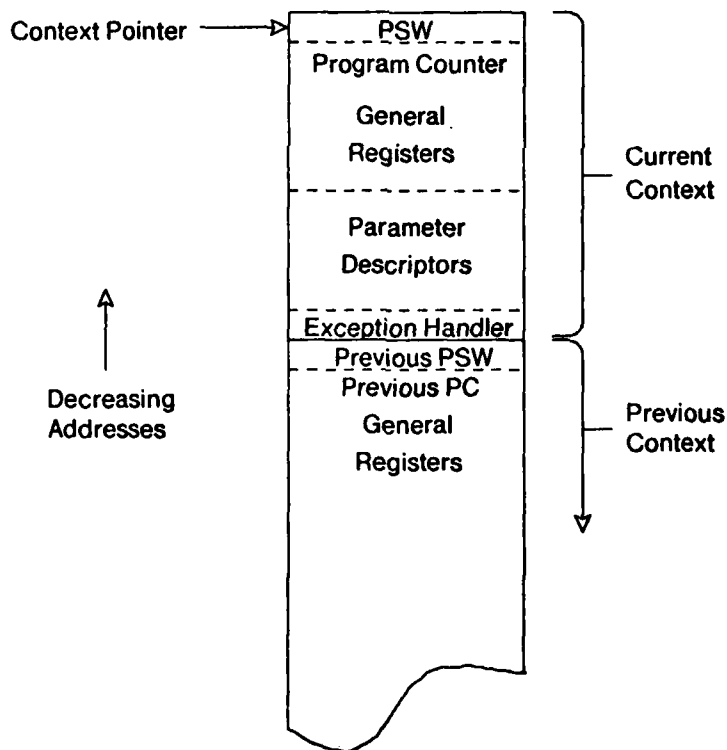 Context Pointer
PSW
Program Counter
General
Registers
Parameter
Descriptors
Exception Handler
Current
Context
Previous PSW
Previous PC
General
Registers
Previous
Context
Decreasing
Addresses